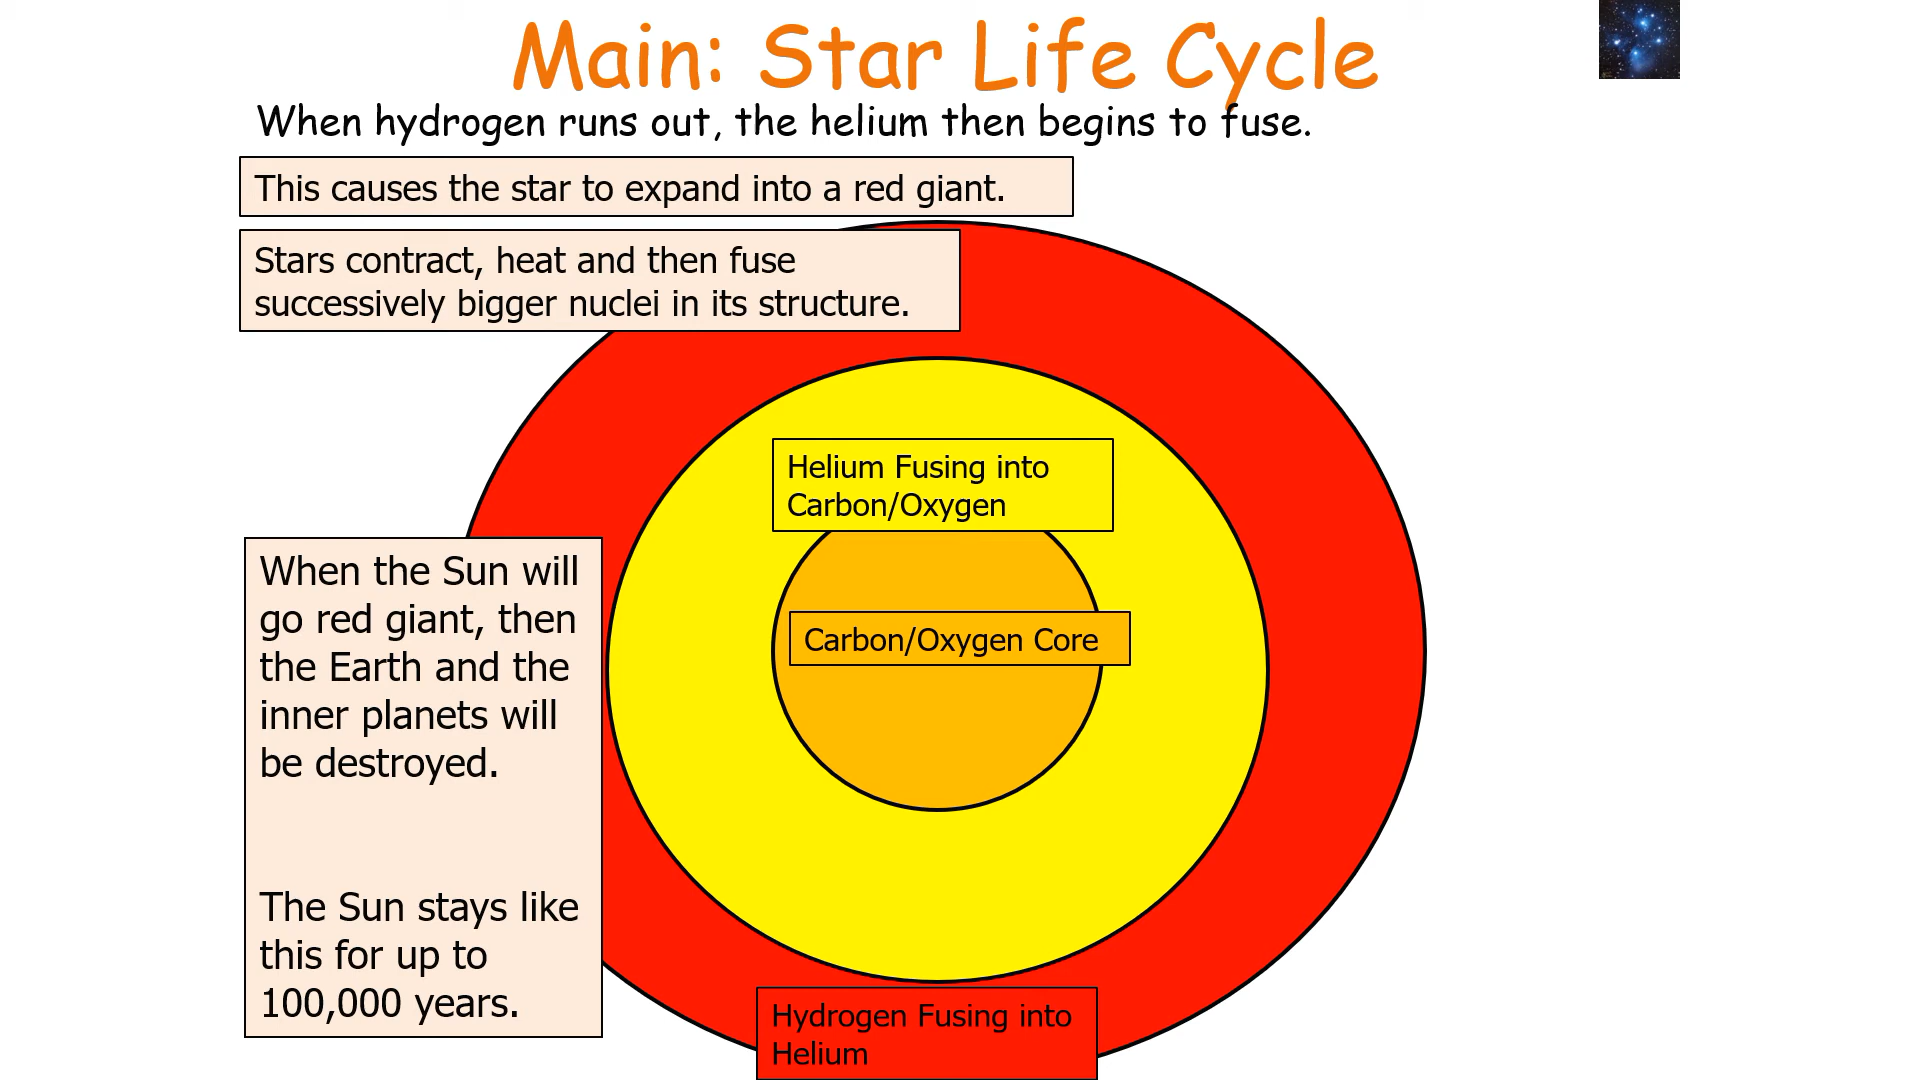 Main: Star Life Cycle
When hydrogen runs out, the helium then begins to fuse.
This causes the star to expand into a red giant.
Stars contract, heat and then fuse
successively bigger nuclei in its structure.
Helium Fusing into
Carbon/Oxygen
Carbon/Oxygen Core
When the Sun will
go red giant, then
the Earth and the
inner planets will
be destroyed.
The Sun stays like
this for up to
100,000 years.
Hydrogen Fusing into
Helium